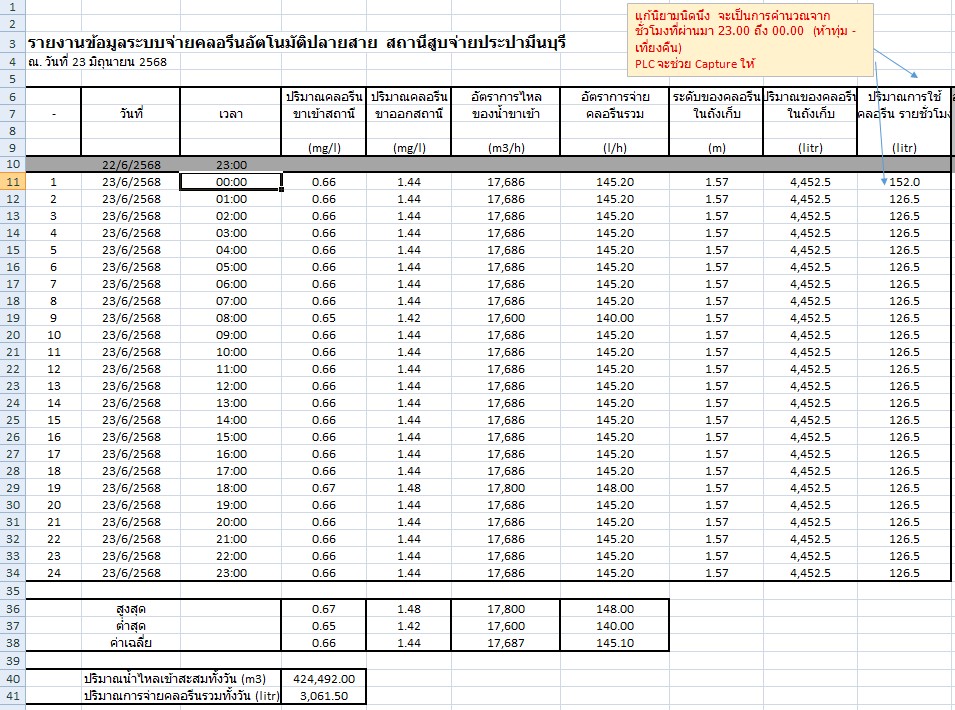 1
2
แก้นิยามนิดนึง จะเป็นการคำนวณจาก
ชั่วโมงที่ผ่านมา 23.00 ถึง 00.00 (ห้าทุ่ม -
เที่ยงคืน)
PLC จะช่วย Capture ให้
3 รายงานข้อมูลระบบจ่ายคลอรีนอัตโนมัติปลายสาย สถานีสูบจ่ายประปามีนบุรี
4 ณ. วันที่ 23 มิถุนายน 2568
5
6 ปริมาณคลอรีน ปริมาณคลอรีน อัตราการไหล อัตราการจ่าย ระดับของคลอรีน ปริมาณของคลอรีน ปริมาณการใช้
7 - วันที่ เวลา ขาเข้าสถานี ขาออกสถานี ของน้ำขาเข้า คลอรีนรวม ในถังเก็บ ในถังเก็บ คลอรีน รายชั่วโมง
8
9 (mg/l) (mg/l) (m3/h) (l/h) (m) (litr) (litr)
10 22/6/2568 23:00
11 1 23/6/2568 00:00 0.66 1.44 17,686 145.20 1.57 4,452.5 152.0
12 2 23/6/2568 01:00 0.66 1.44 17,686 145.20 1.57 4,452.5 126.5
13 3 23/6/2568 02:00 0.66 1.44 17,686 145.20 1.57 4,452.5 126.5
14 4 23/6/2568 03:00 0.66 1.44 17,686 145.20 1.57 4,452.5 126.5
15 5 23/6/2568 04:00 0.66 1.44 17,686 145.20 1.57 4,452.5 126.5
16 6 23/6/2568 05:00 0.66 1.44 17,686 145.20 1.57 4,452.5 126.5
17 7 23/6/2568 06:00 0.66 1.44 17,686 145.20 1.57 4,452.5 126.5
18 8 23/6/2568 07:00 0.66 1.44 17,686 145.20 1.57 4,452.5 126.5
19 9 23/6/2568 08:00 0.65 1.42 17,600 140.00 1.57 4,452.5 126.5
20 10 23/6/2568 09:00 0.66 1.44 17,686 145.20 1.57 4,452.5 126.5
21 11 23/6/2568 10:00 0.66 1.44 17,686 145.20 1.57 4,452.5 126.5
22 12 23/6/2568 11:00 0.66 1.44 17,686 145.20 1.57 4,452.5 126.5
23 13 23/6/2568 12:00 0.66 1.44 17,686 145.20 1.57 4,452.5 126.5
24 14 23/6/2568 13:00 0.66 1.44 17,686 145.20 1.57 4,452.5 126.5
25 15 23/6/2568 14:00 0.66 1.44 17,686 145.20 1.57 4,452.5 126.5
26 16 23/6/2568 15:00 0.66 1.44 17,686 145.20 1.57 4,452.5 126.5
27 17 23/6/2568 16:00 0.66 1.44 17,686 145.20 1.57 4,452.5 126.5
28 18 23/6/2568 17:00 0.66 1.44 17,686 145.20 1.57 4,452.5 126.5
29 19 23/6/2568 18:00 0.67 1.48 17,800 148.00 1.57 4,452.5 126.5
30 20 23/6/2568 19:00 0.66 1.44 17,686 145.20 1.57 4,452.5 126.5
31 21 23/6/2568 20:00 0.66 1.44 17,686 145.20 1.57 4,452.5 126.5
32 22 23/6/2568 21:00 0.66 1.44 17,686 145.20 1.57 4,452.5 126.5
33 23 23/6/2568 22:00 0.66 1.44 17,686 145.20 1.57 4,452.5 126.5
34 24 23/6/2568 23:00 0.66 1.44 17,686 145.20 1.57 4,452.5 126.5
35
36 สูงสุด 0.67 1.48 17,800 148.00
37 ต่ำสุด 0.65 1.42 17,600 140.00
38 ค่าเฉลี่ย 0.66 1.44 17,687 145.10
39
40 ปริมาณน้ำไหลเข้าสะสมทั้งวัน (m3) 424,492.00
41 ปริมาณการจ่ายคลอรีนรวมทั้งวัน (litr) 3,061.50